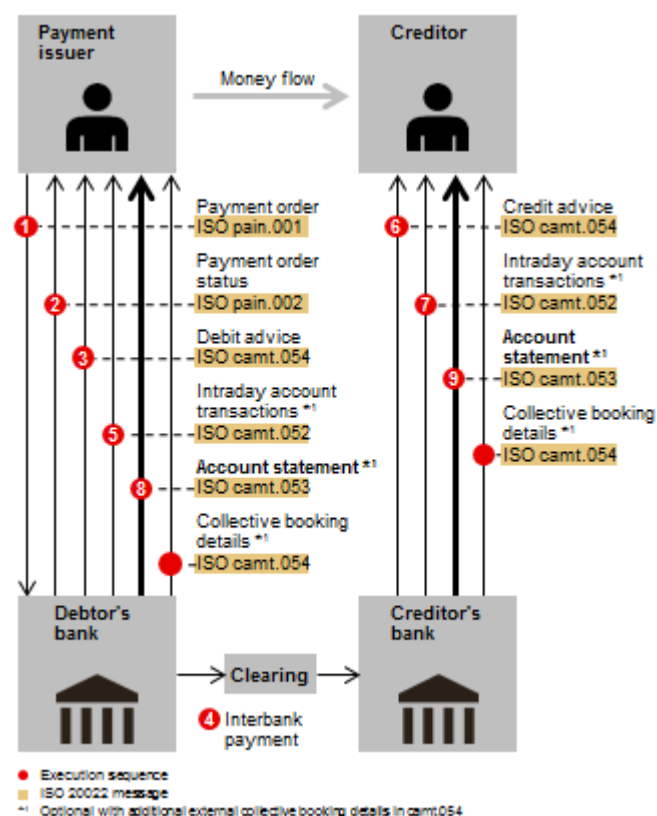 Payment
issuer
Creditor
Money flow
1
Payment order
ISO pain.001
2
Payment order
status
ISO pain.002
3
Debit advice
ISO camt.054
5
Intraday account
transactions *1
ISO camt.052
8
Account statement *1
ISO camt.053
Collective booking
details *1
ISO camt.054
6
Credit advice
ISO camt.054
7
Intraday account
transactions *1
ISO camt.052
9
Account
statement *1
ISO camt.053
Collective booking
details *1
ISO camt.054
Debtor's
bank
Clearing
4 Interbank
payment
Creditor's
bank
Execution sequence
ISO 20022 message
*1 Optional with additional external collective booking details in camt.054